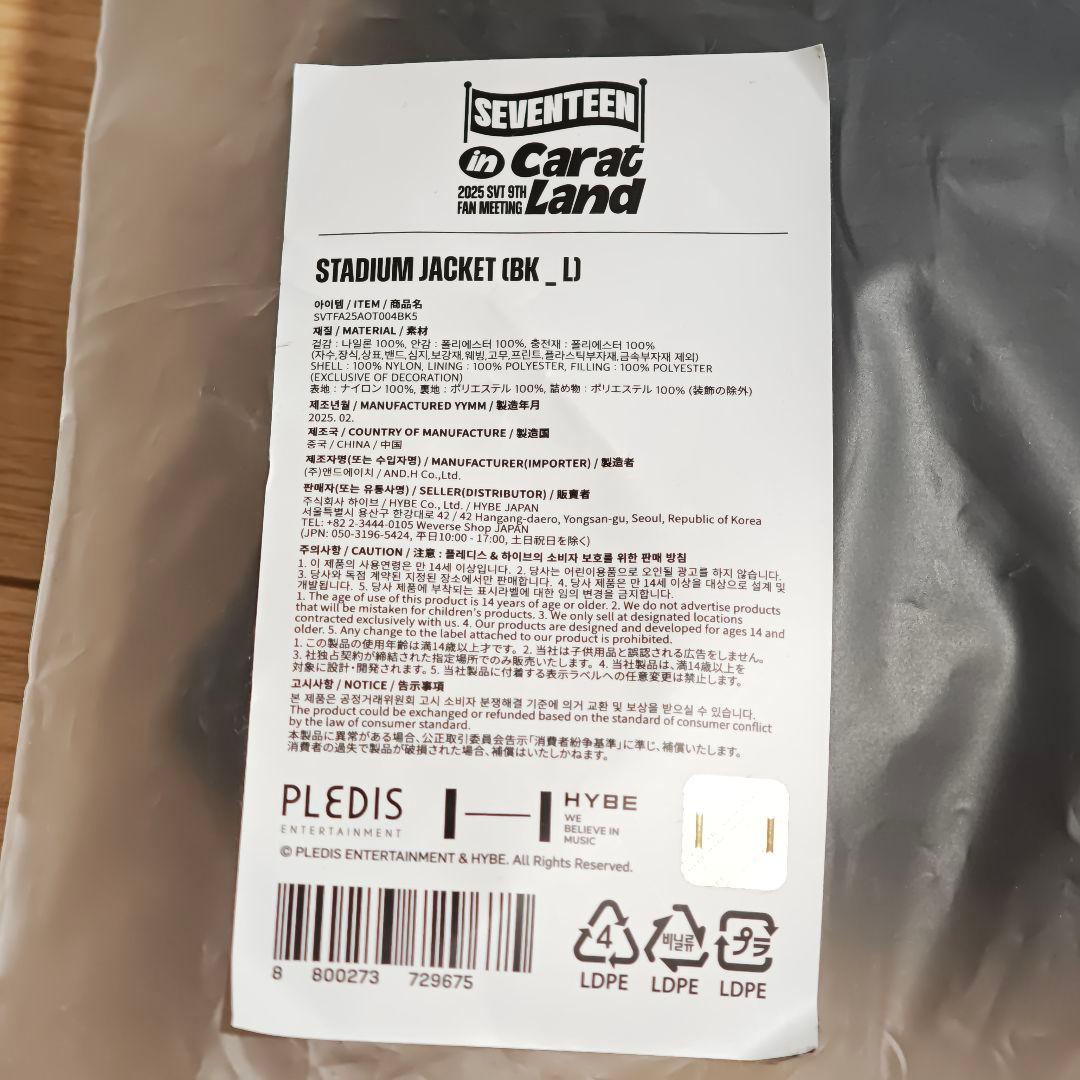 SEVENTEEN
in Carat
2025 SVT 9TH
FAN MEETING Land
STADIUM JACKET (BK _ L)
아이템 / ITEM / 商品名
SVTFA25AOT004BK5
재질 / MATERIAL / 素材
겉감 : 나일론 100%, 안감 : 폴리에스터 100%, 충전재 : 폴리에스터 100%
(자수,장식,상표,밴드,심지,보강재,웨빙,고무,프린트,플라스틱부자재,금속부자재 제외)
SHELL : 100% NYLON, LINING : 100% POLYESTER, FILLING : 100% POLYESTER
(EXCLUSIVE OF DECORATION)
表地 : ナイロン 100%, 裏地 : ポリエステル 100%, 詰め物 : ポリエステル 100% (装飾の除外)
제조년월 / MANUFACTURED YYMM / 製造年月
2025. 02.
제조국 / COUNTRY OF MANUFACTURE / 製造国
중국 / CHINA / 中国
제조자명(또는 수입자명) / MANUFACTURER(IMPORTER) / 製造者
(주)앤드에이치 / AND.H Co.,Ltd.
판매자(또는 유통사명) / SELLER(DISTRIBUTOR) / 販賣者
주식회사 하이브 / HYBE Co., Ltd. / HYBE JAPAN
서울특별시 용산구 한강대로 42 / 42 Hangang-daero, Yongsan-gu, Seoul, Republic of Korea
TEL: +82 2-3444-0105 Weverse Shop JAPAN
(JPN: 050-3196-5424, 平日10:00 - 17:00, 土日祝日を除く)
주의사항 / CAUTION / 注意 : 플레디스 & 하이브의 소비자 보호를 위한 판매 방침
1. 이 제품의 사용연령은 만 14세 이상입니다. 2. 당사는 어린이용품으로 오인될 광고를 하지 않습니다.
3. 당사와 독점 계약된 지정된 장소에서만 판매합니다. 4. 당사 제품은 만 14세 이상을 대상으로 설계 및
개발됩니다. 5. 당사 제품에 부착되는 표시라벨에 대한 임의 변경을 금지합니다.
1. The age of use of this product is 14 years of age or older. 2. We do not advertise products
that will be mistaken for children's products. 3. We only sell at designated locations
contracted exclusively with us. 4. Our products are designed and developed for ages 14 and
older. 5. Any change to the label attached to our product is prohibited.
1. この製品の使用年齢は満14歳以上才です。2. 当社は子供用品と誤認される広告をしません。
3. 社独占契約が締結された指定場所でのみ販売いたします。4. 当社製品は、満14歳以上を
対象に設計・開発されます。5. 当社製品に付着する表示ラベルへの任意変更は禁止します。
고시사항 / NOTICE / 告示事項
본 제품은 공정거래위원회 고시 소비자 분쟁해결 기준에 의거 교환 및 보상을 받으실 수 있습니다.
The product could be exchanged or refunded based on the standard of consumer conflict
by the law of consumer standard.
本製品に異常がある場合、公正取引委員会告示「消費者紛争基準」に準じ、補償いたします。
消費者の過失で製品が破損された場合、補償はいたしかねます。
PLEDIS
ENTERTAINMENT
HYBE
WE
BELIEVE IN
MUSIC
© PLEDIS ENTERTAINMENT & HYBE. All Rights Reserved.
8 800273 729675
4 비닐류 プラ
LDPE LDPE LDPE